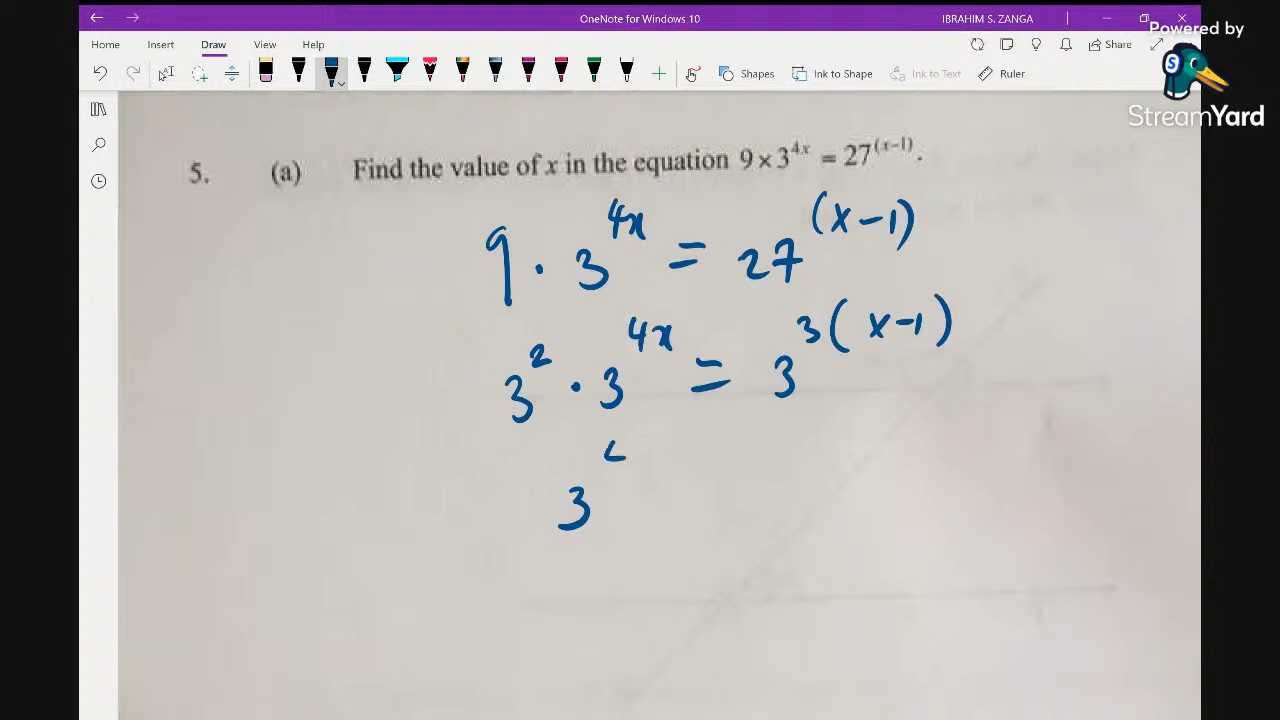 OneNote for Windows 10
IBRAHIM S. ZANGA
Powered by
StreamYard
Home Insert Draw View Help
Share
Shapes Ink to Shape Ink to Text Ruler
5. (a) Find the value of x in the equation 9 × 3^{4x} = 27^{(x−1)}.
9 · 3^{4x} = 27^{(x−1)}
3^{2} · 3^{4x} = 3^{3(x−1)}
3